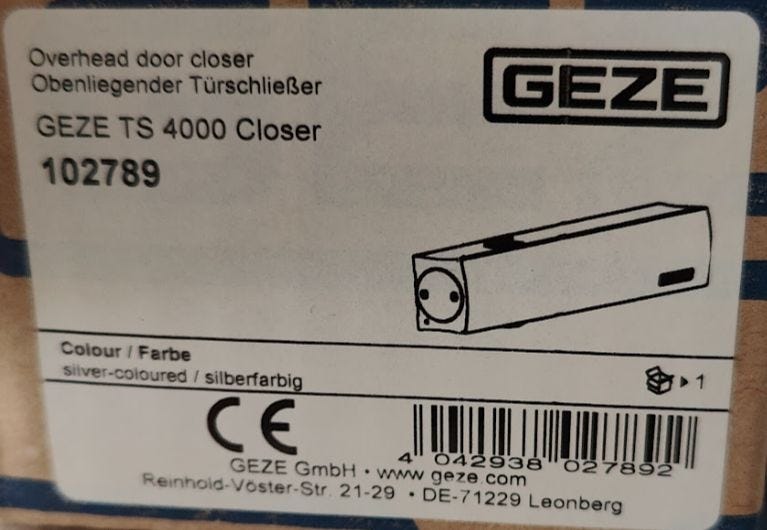 Overhead door closer
Obenliegender Türschließer
GEZE TS 4000 Closer
102789
GEZE
Colour / Farbe
silver-coloured / silberfarbig
1
CE
4 042938 027892
GEZE GmbH • www.geze.com
Reinhold-Vöster-Str. 21-29 • DE-71229 Leonberg